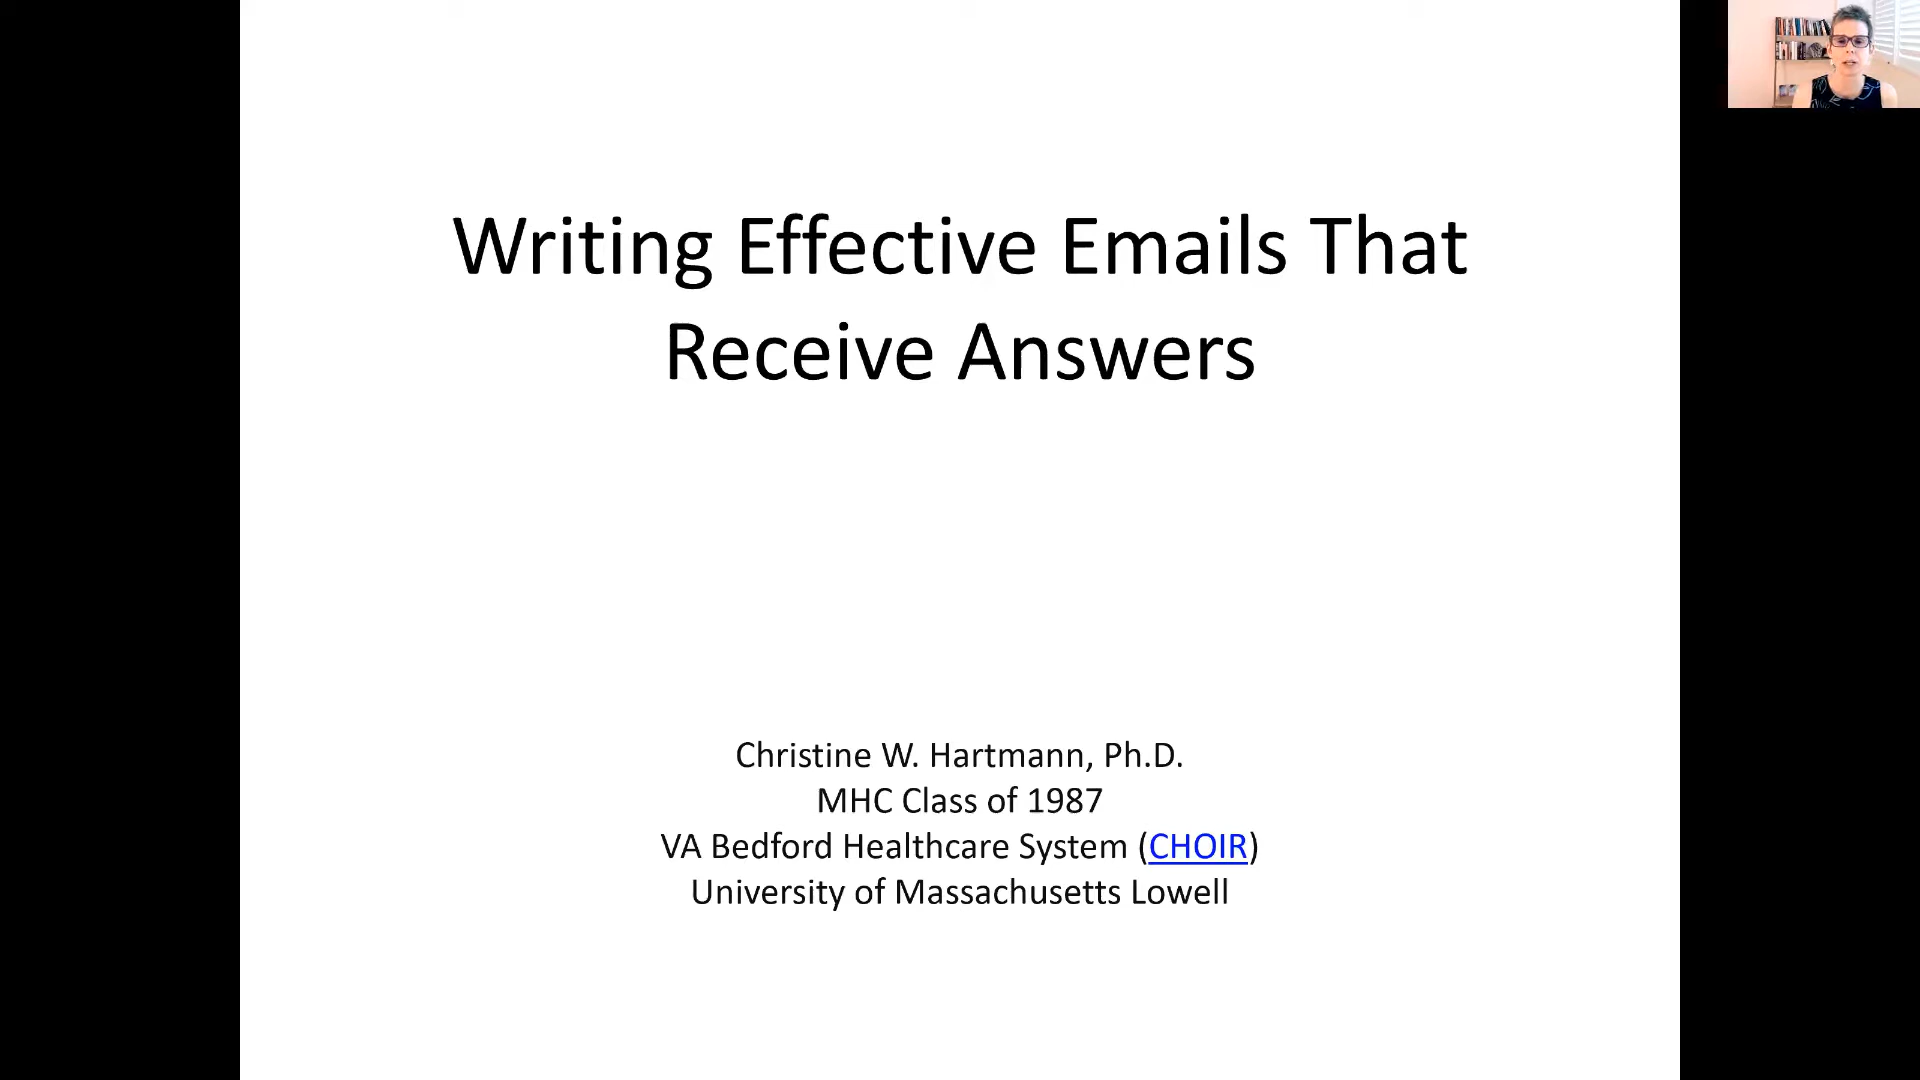 Writing Effective Emails That
Receive Answers
Christine W. Hartmann, Ph.D.
MHC Class of 1987
VA Bedford Healthcare System (CHOIR)
University of Massachusetts Lowell